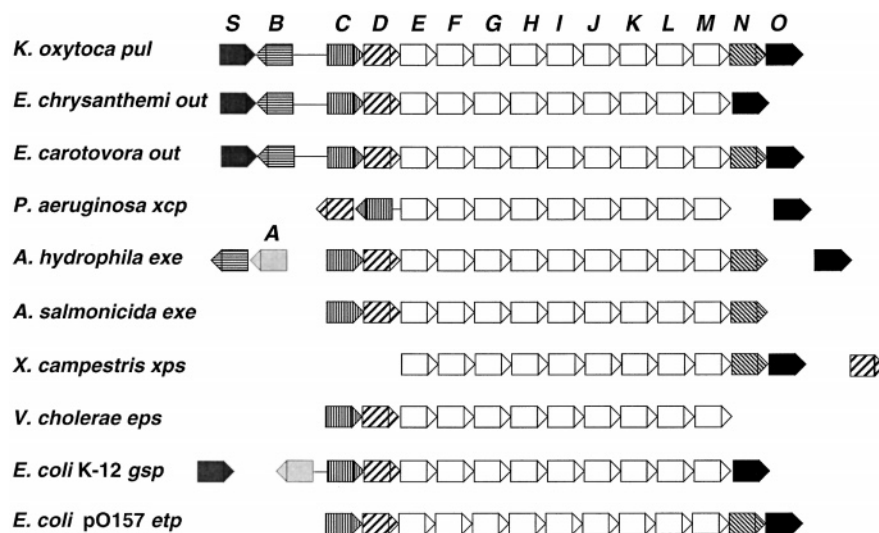 S B C D E F G H I J K L M N O
K. oxytoca pul
E. chrysanthemi out
E. carotovora out
P. aeruginosa xcp
A
A. hydrophila exe
A. salmonicida exe
X. campestris xps
V. cholerae eps
E. coli K-12 gsp
E. coli pO157 etp